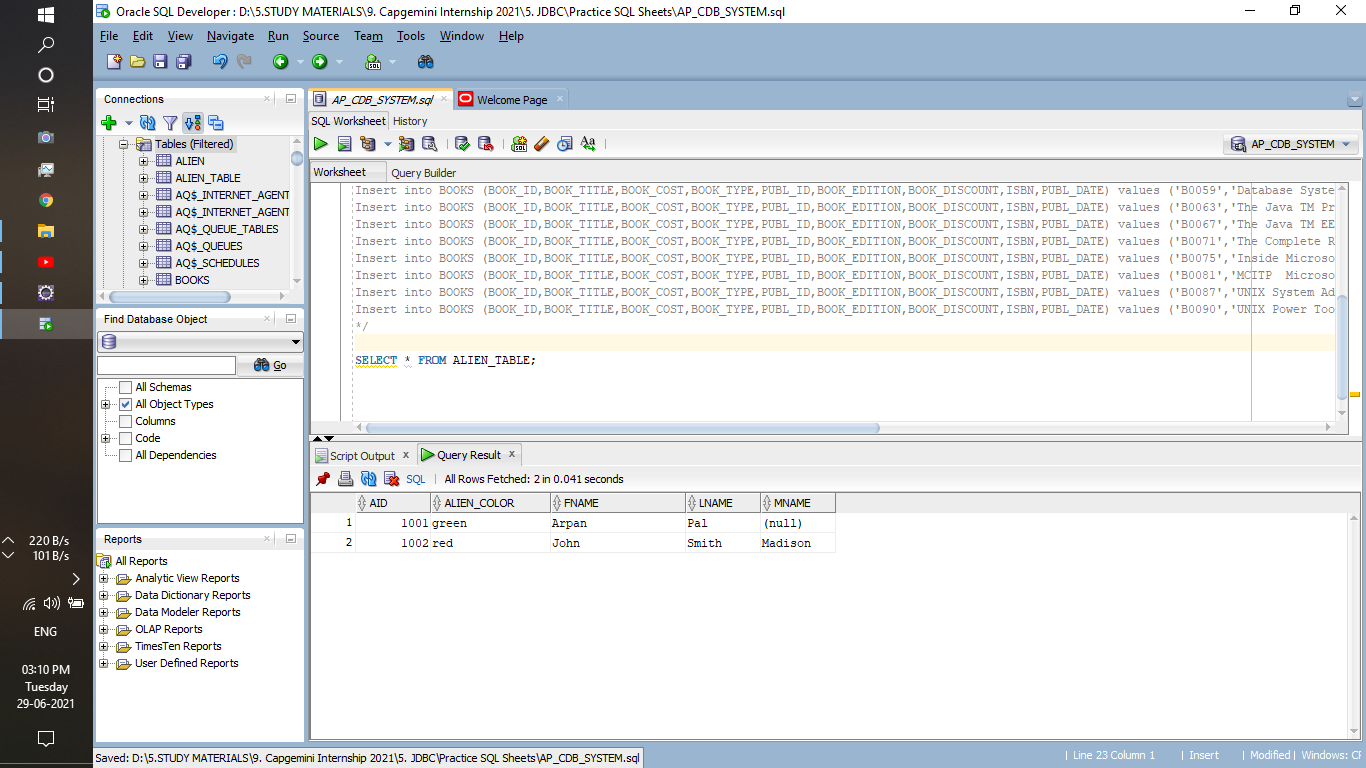 Oracle SQL Developer : D:\5.STUDY MATERIALS\9. Capgemini Internship 2021\5. JDBC\Practice SQL Sheets\AP_CDB_SYSTEM.sql
File Edit View Navigate Run Source Team Tools Window Help
Connections
Tables (Filtered)
ALIEN
ALIEN_TABLE
AQ$_INTERNET_AGENT
AQ$_INTERNET_AGENT
AQ$_QUEUE_TABLES
AQ$_QUEUES
AQ$_SCHEDULES
BOOKS
Find Database Object
Go
All Schemas
All Object Types
Columns
Code
All Dependencies
Reports
All Reports
Analytic View Reports
Data Dictionary Reports
Data Modeler Reports
OLAP Reports
TimesTen Reports
User Defined Reports
AP_CDB_SYSTEM.sql Welcome Page
SQL Worksheet History
AP_CDB_SYSTEM
Worksheet Query Builder
Insert into BOOKS (BOOK_ID,BOOK_TITLE,BOOK_COST,BOOK_TYPE,PUBL_ID,BOOK_EDITION,BOOK_DISCOUNT,ISBN,PUBL_DATE) values ('B0059','Database Syste
Insert into BOOKS (BOOK_ID,BOOK_TITLE,BOOK_COST,BOOK_TYPE,PUBL_ID,BOOK_EDITION,BOOK_DISCOUNT,ISBN,PUBL_DATE) values ('B0063','The Java TM Pr
Insert into BOOKS (BOOK_ID,BOOK_TITLE,BOOK_COST,BOOK_TYPE,PUBL_ID,BOOK_EDITION,BOOK_DISCOUNT,ISBN,PUBL_DATE) values ('B0067','The Java TM EE
Insert into BOOKS (BOOK_ID,BOOK_TITLE,BOOK_COST,BOOK_TYPE,PUBL_ID,BOOK_EDITION,BOOK_DISCOUNT,ISBN,PUBL_DATE) values ('B0071','The Complete R
Insert into BOOKS (BOOK_ID,BOOK_TITLE,BOOK_COST,BOOK_TYPE,PUBL_ID,BOOK_EDITION,BOOK_DISCOUNT,ISBN,PUBL_DATE) values ('B0075','Inside Microso
Insert into BOOKS (BOOK_ID,BOOK_TITLE,BOOK_COST,BOOK_TYPE,PUBL_ID,BOOK_EDITION,BOOK_DISCOUNT,ISBN,PUBL_DATE) values ('B0081','MCITP  Microso
Insert into BOOKS (BOOK_ID,BOOK_TITLE,BOOK_COST,BOOK_TYPE,PUBL_ID,BOOK_EDITION,BOOK_DISCOUNT,ISBN,PUBL_DATE) values ('B0087','UNIX System Ad
Insert into BOOKS (BOOK_ID,BOOK_TITLE,BOOK_COST,BOOK_TYPE,PUBL_ID,BOOK_EDITION,BOOK_DISCOUNT,ISBN,PUBL_DATE) values ('B0090','UNIX Power Too
*/
SELECT * FROM ALIEN_TABLE;
Script Output x Query Result x
SQL | All Rows Fetched: 2 in 0.041 seconds
AID ALIEN_COLOR FNAME LNAME MNAME
1 1001 green Arpan Pal (null)
2 1002 red John Smith Madison
220 B/s
101 B/s
ENG
03:10 PM
Tuesday
29-06-2021
Saved: D:\5.STUDY MATERIALS\9. Capgemini Internship 2021\5. JDBC\Practice SQL Sheets\AP_CDB_SYSTEM.sql
| Line 23 Column 1 | Insert | Modified | Windows: CF